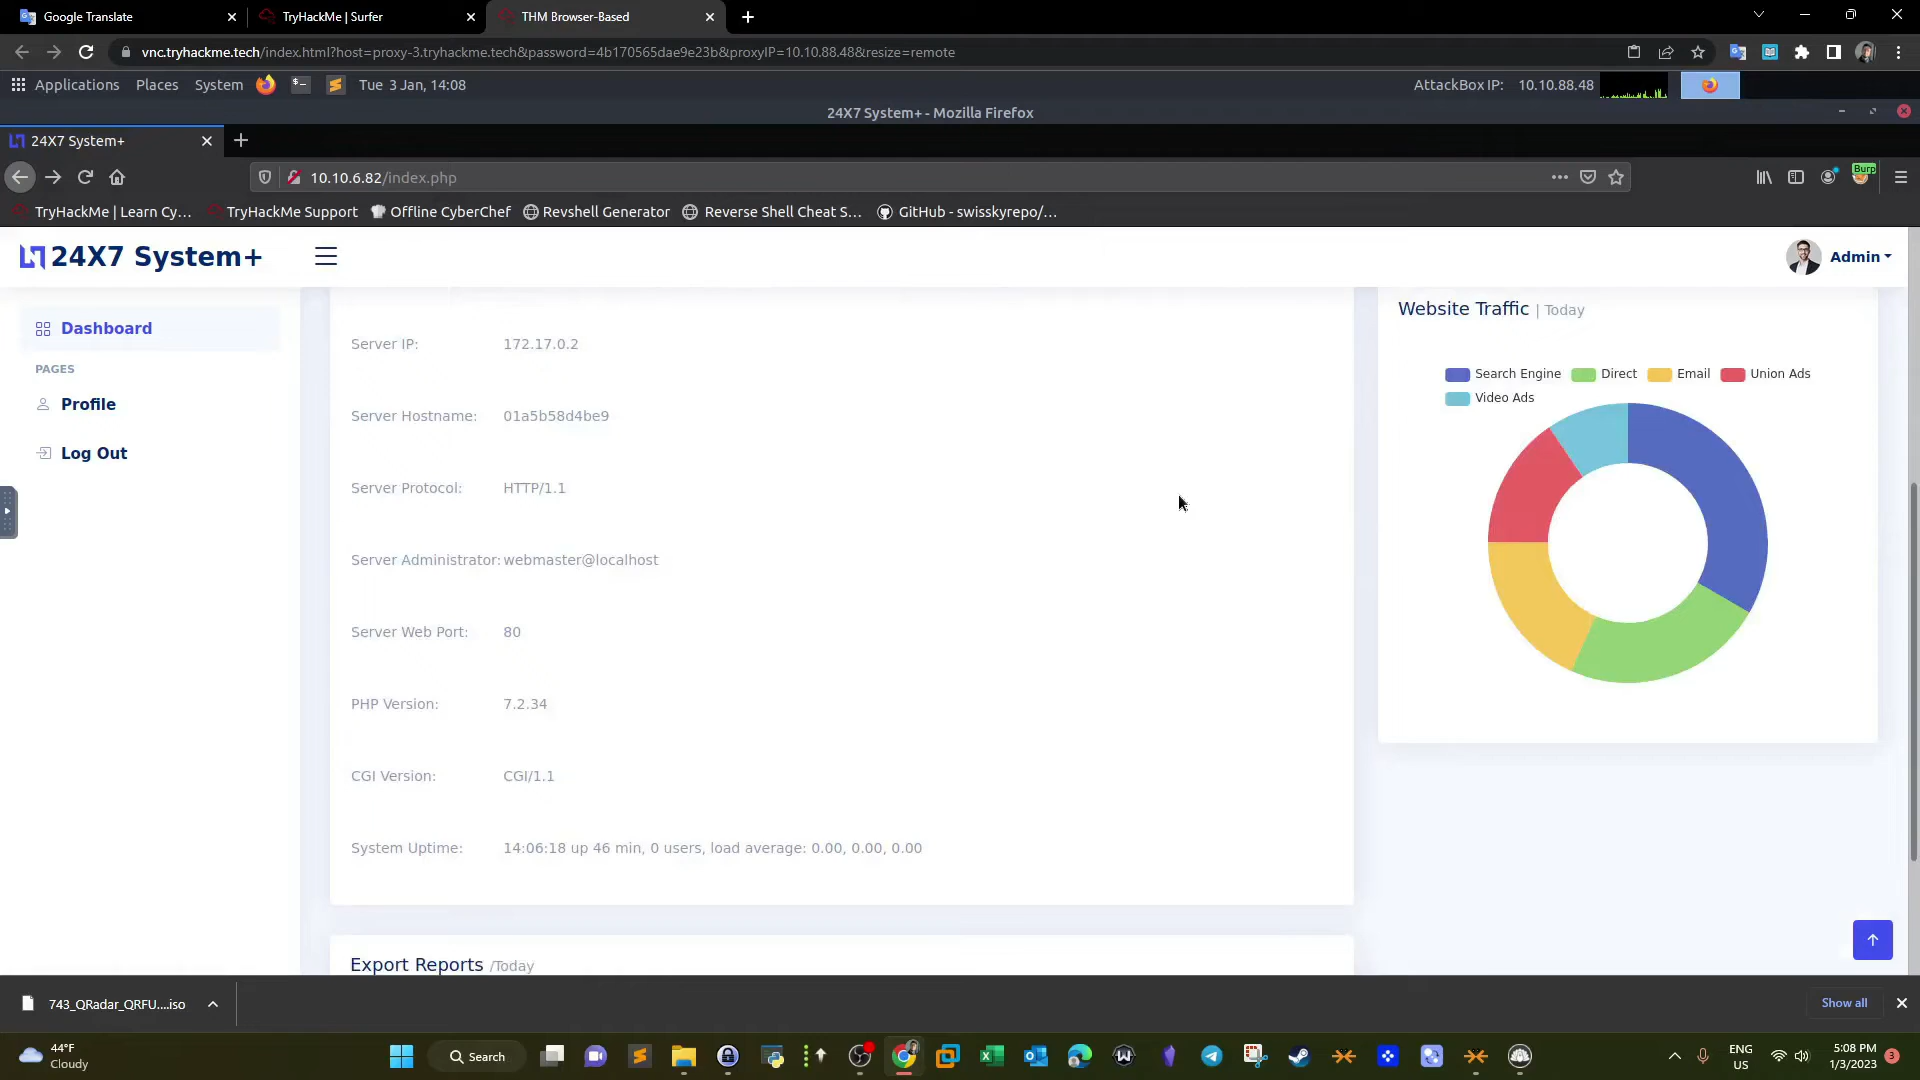 Google Translate
TryHackMe | Surfer
THM Browser-Based
vnc.tryhackme.tech/index.html?host=proxy-3.tryhackme.tech&password=4b170565dae9e23b&proxyIP=10.10.88.48&resize=remote
Applications Places System Tue 3 Jan, 14:08 AttackBox IP: 10.10.88.48
24X7 System+ - Mozilla Firefox
24X7 System+
10.10.6.82/index.php
Burp
TryHackMe | Learn Cy... TryHackMe Support Offline CyberChef Revshell Generator Reverse Shell Cheat S... GitHub - swisskyrepo/...
24X7 System+
Admin
Dashboard
PAGES
Profile
Log Out
Server IP: 172.17.0.2
Server Hostname: 01a5b58d4be9
Server Protocol: HTTP/1.1
Server Administrator: webmaster@localhost
Server Web Port: 80
PHP Version: 7.2.34
CGI Version: CGI/1.1
System Uptime: 14:06:18 up 46 min, 0 users, load average: 0.00, 0.00, 0.00
Website Traffic | Today
Search Engine Direct Email Union Ads
Video Ads
Export Reports /Today
743_QRadar_QRFU....iso
Show all
44°F
Cloudy
Search
ENG
US
5:08 PM
1/3/2023
3